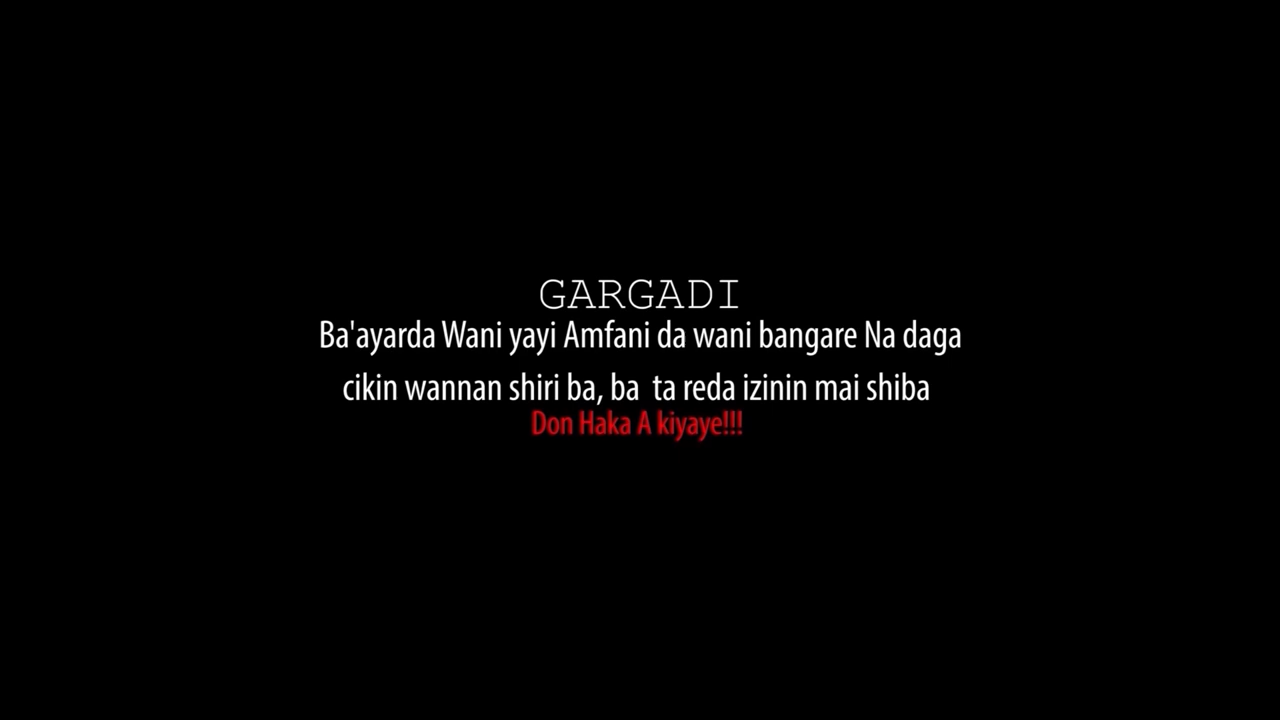 GARGADI
Ba'ayarda Wani yayi Amfani da wani bangare Na daga
cikin wannan shiri ba, ba ta reda izinin mai shiba
Don Haka A kiyaye!!!